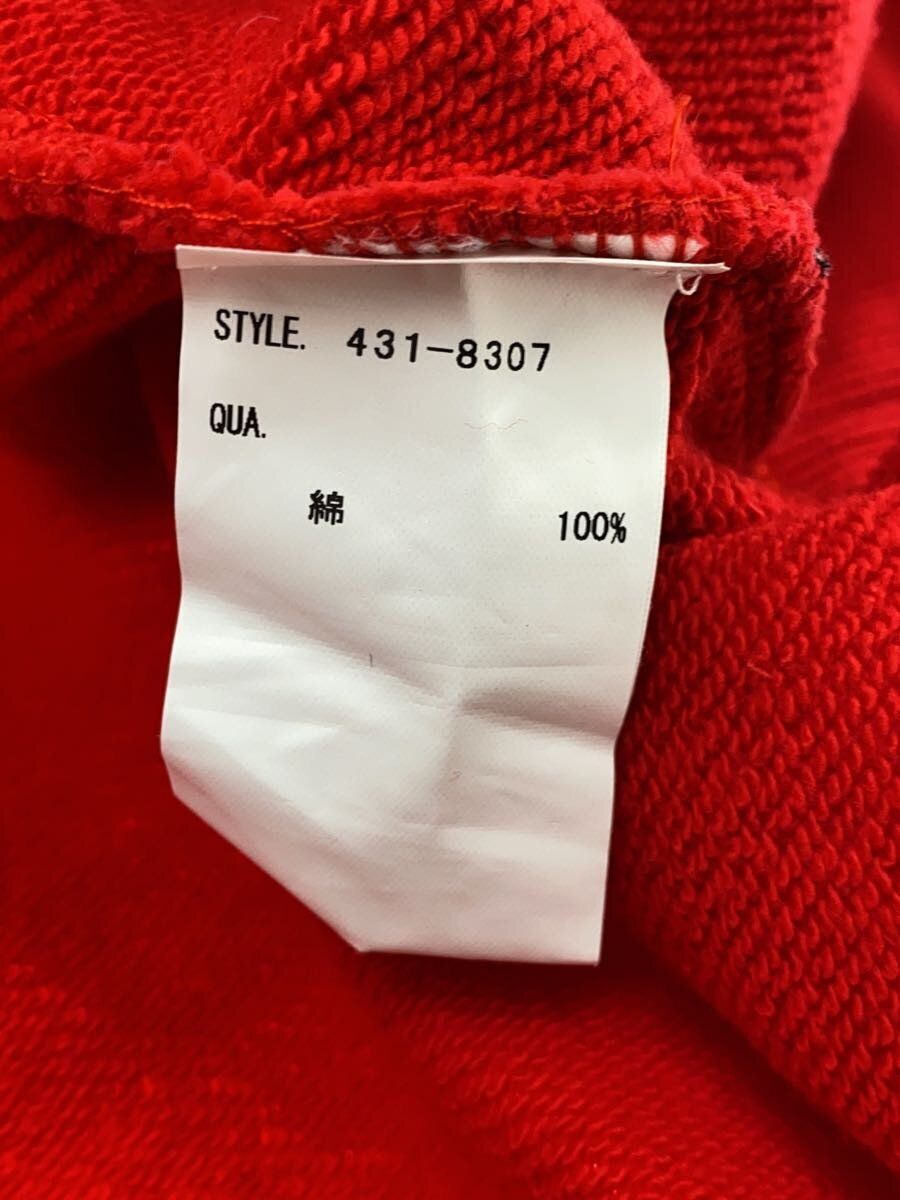 STYLE. 431-8307
QUA.
綿 100%